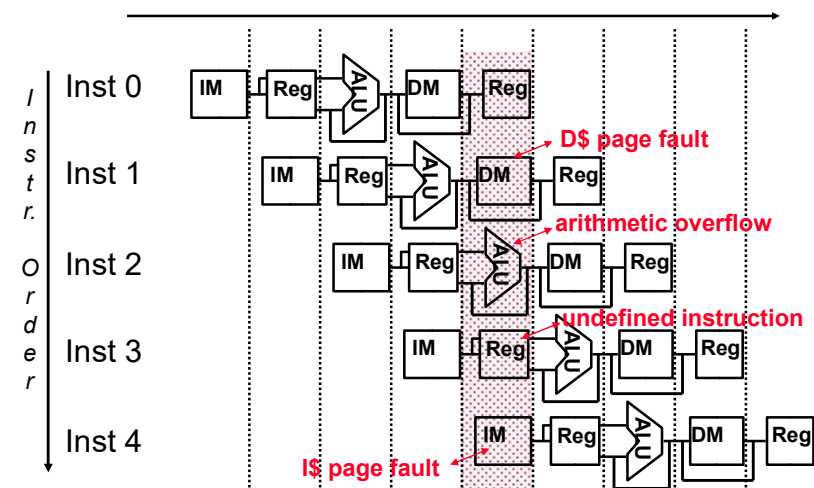 Instr. Order
Inst 0
IM Reg ALU DM Reg
D$ page fault
Inst 1
IM Reg ALU DM Reg
arithmetic overflow
Inst 2
IM Reg ALU DM Reg
undefined instruction
Inst 3
IM Reg ALU DM Reg
Inst 4
IM Reg ALU DM Reg
I$ page fault